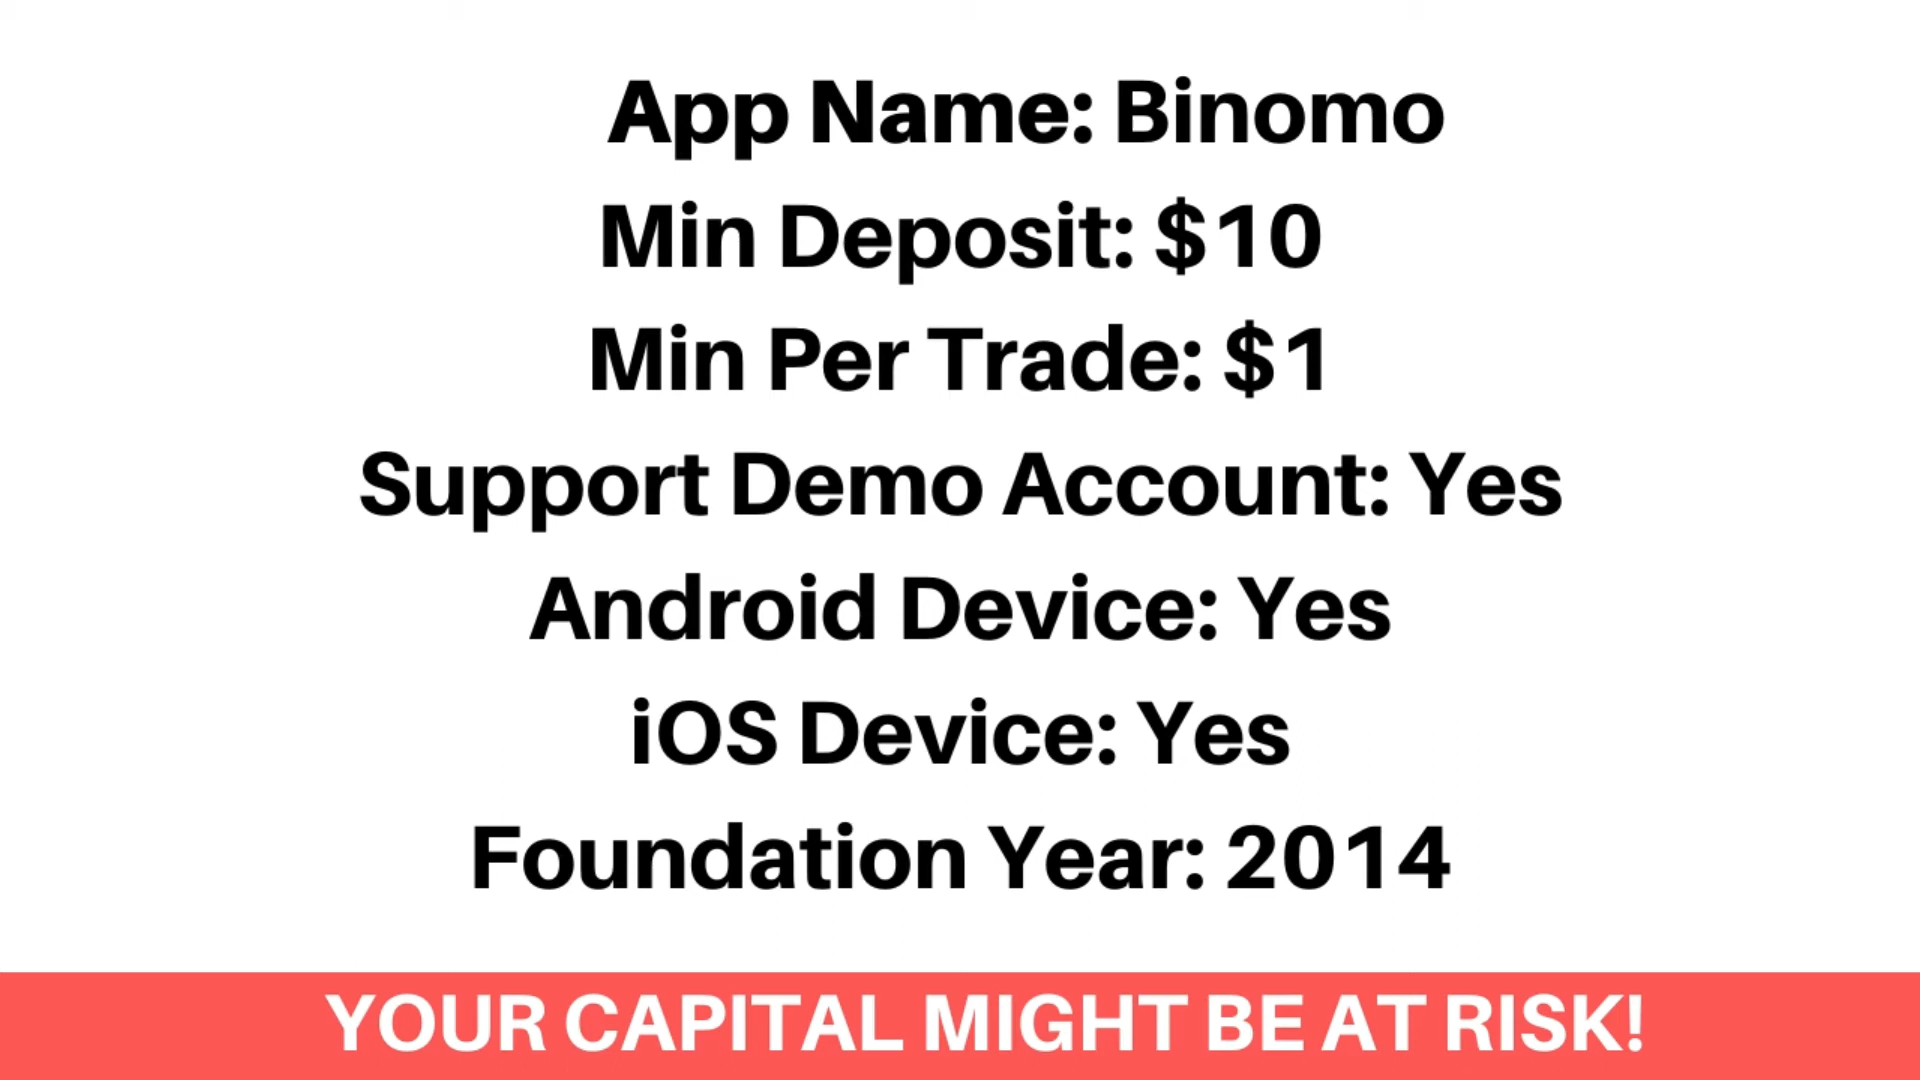 App Name: Binomo
Min Deposit: $10
Min Per Trade: $1
Support Demo Account: Yes
Android Device: Yes
iOS Device: Yes
Foundation Year: 2014
YOUR CAPITAL MIGHT BE AT RISK!